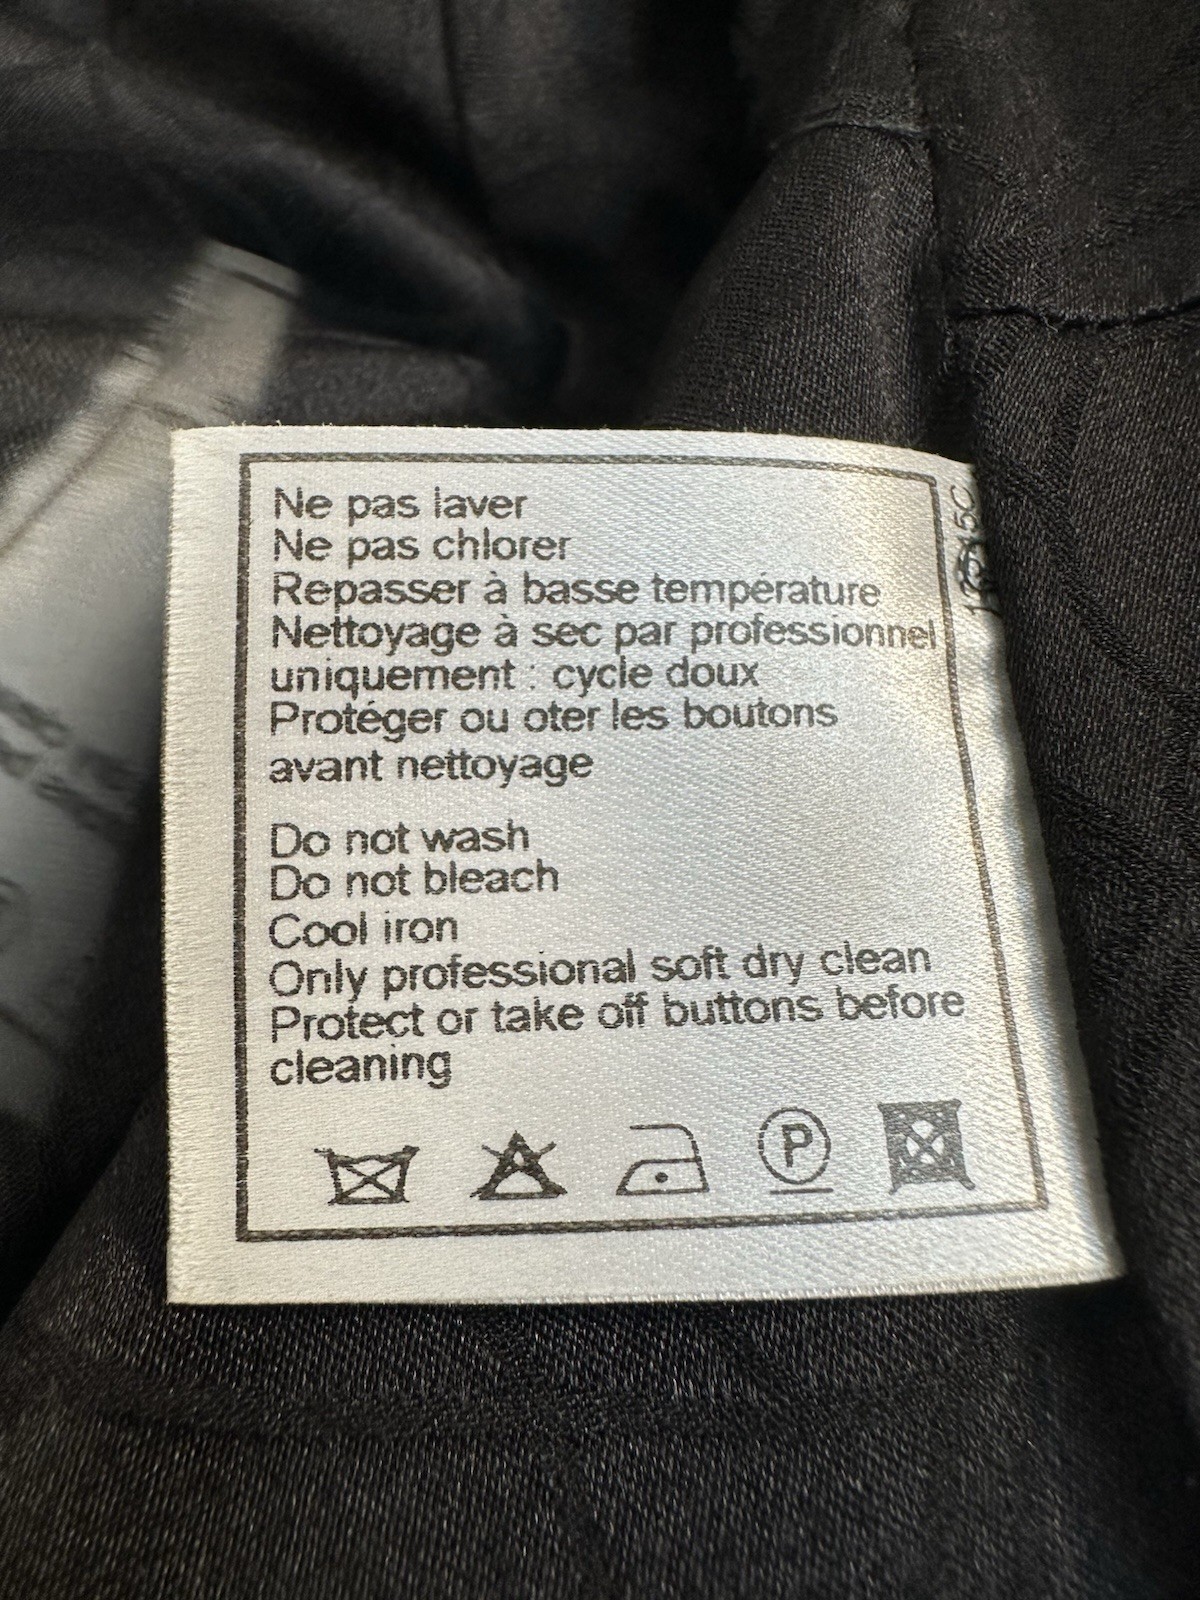 Ne pas laver
Ne pas chlorer
Repasser à basse température
Nettoyage à sec par professionnel
uniquement : cycle doux
Protéger ou oter les boutons
avant nettoyage
Do not wash
Do not bleach
Cool iron
Only professional soft dry clean
Protect or take off buttons before
cleaning
P